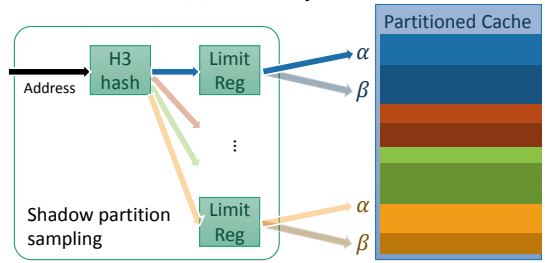 Partitioned Cache
H3
hash
Limit
Reg
α
Address
β
...
α
Limit
Reg
Shadow partition
sampling
β